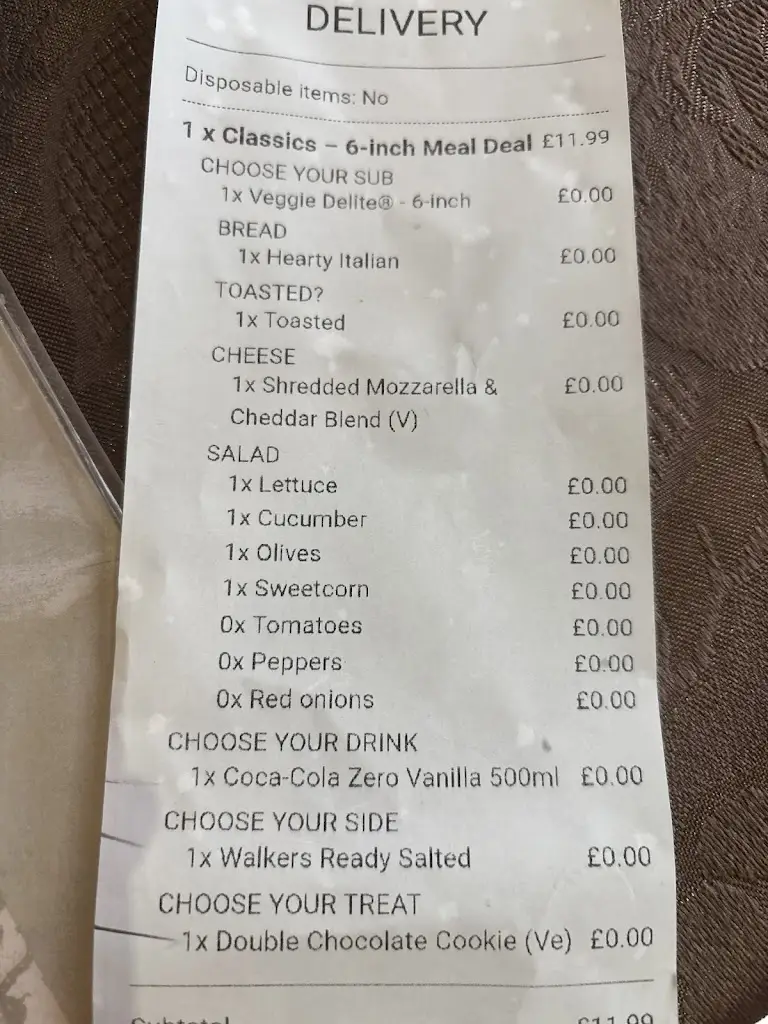 DELIVERY
Disposable items: No
1 x Classics – 6-inch Meal Deal £11.99
CHOOSE YOUR SUB
1x Veggie Delite® - 6-inch £0.00
BREAD
1x Hearty Italian £0.00
TOASTED?
1x Toasted £0.00
CHEESE
1x Shredded Mozzarella & £0.00
Cheddar Blend (V)
SALAD
1x Lettuce £0.00
1x Cucumber £0.00
1x Olives £0.00
1x Sweetcorn £0.00
0x Tomatoes £0.00
0x Peppers £0.00
0x Red onions £0.00
CHOOSE YOUR DRINK
1x Coca-Cola Zero Vanilla 500ml £0.00
CHOOSE YOUR SIDE
1x Walkers Ready Salted £0.00
CHOOSE YOUR TREAT
1x Double Chocolate Cookie (Ve) £0.00
Subtotal £11.99